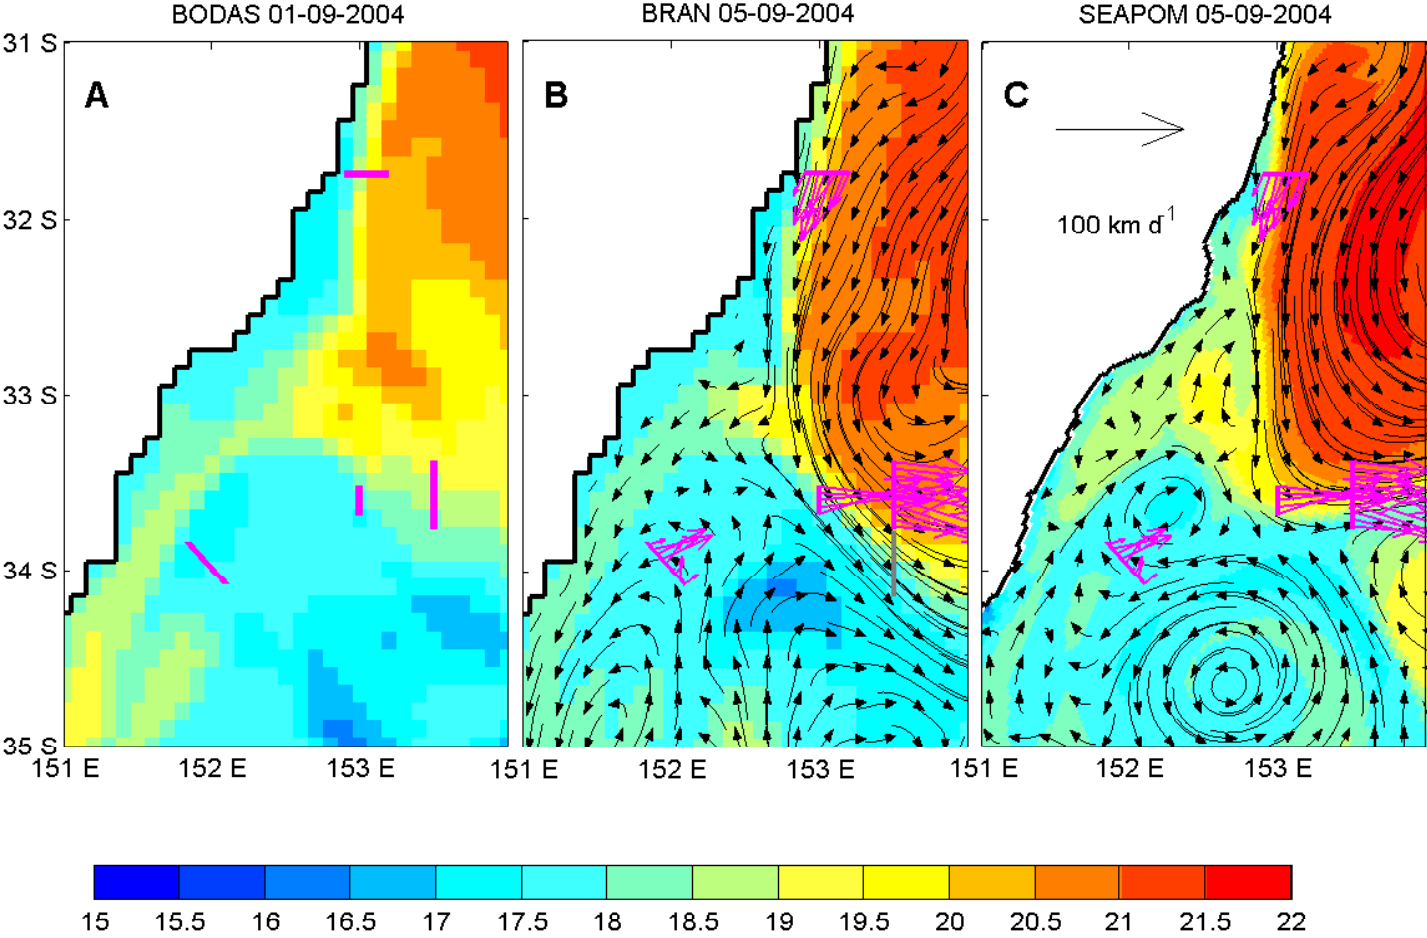 BODAS 01-09-2004 BRAN 05-09-2004 SEAPOM 05-09-2004
31 S
A B C
32 S
100 km d-1
33 S
34 S
35 S
151 E 152 E 153 E 151 E 152 E 153 E 151 E 152 E 153 E
15 15.5 16 16.5 17 17.5 18 18.5 19 19.5 20 20.5 21 21.5 22